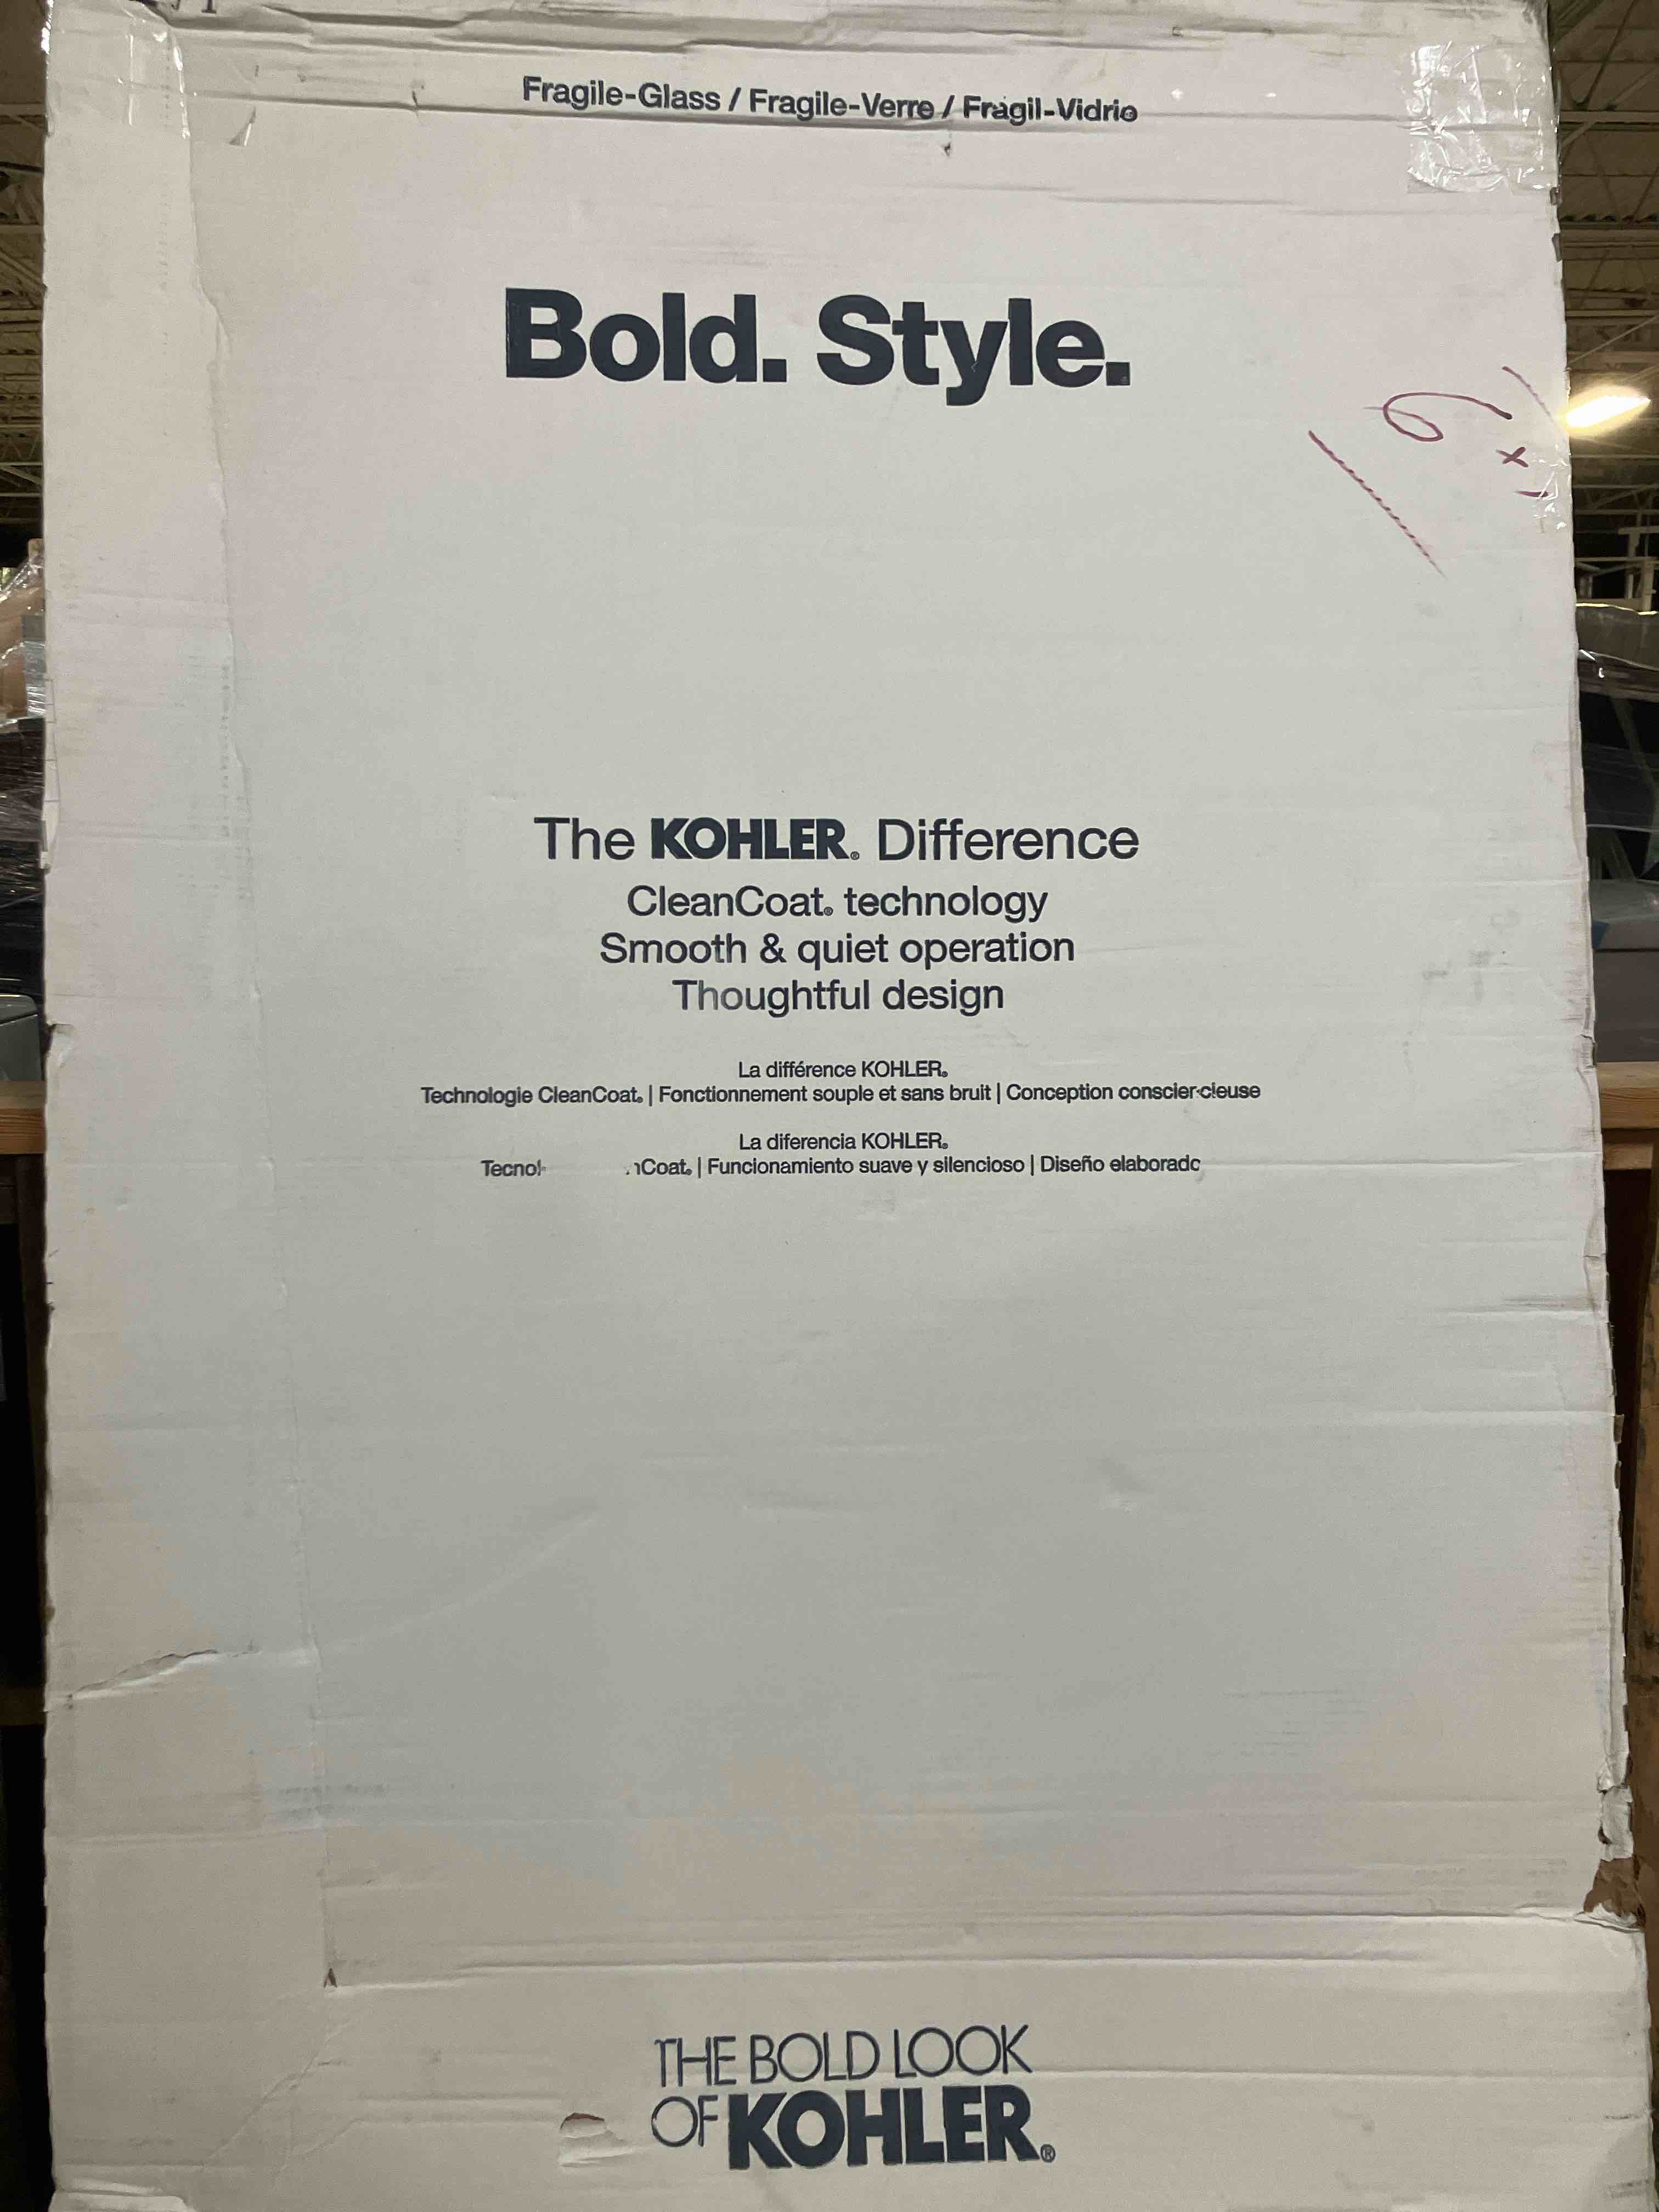 Fragile-Glass / Fragile-Verre / Fragil-Vidrio
Bold. Style.
The KOHLER® Difference
CleanCoat® technology
Smooth & quiet operation
Thoughtful design
La différence KOHLER®
Technologie CleanCoat® | Fonctionnement souple et sans bruit | Conception consciencieuse
La diferencia KOHLER®
Coat® | Funcionamiento suave y silencioso | Diseño elaborado
THE BOLD LOOK
OF KOHLER®